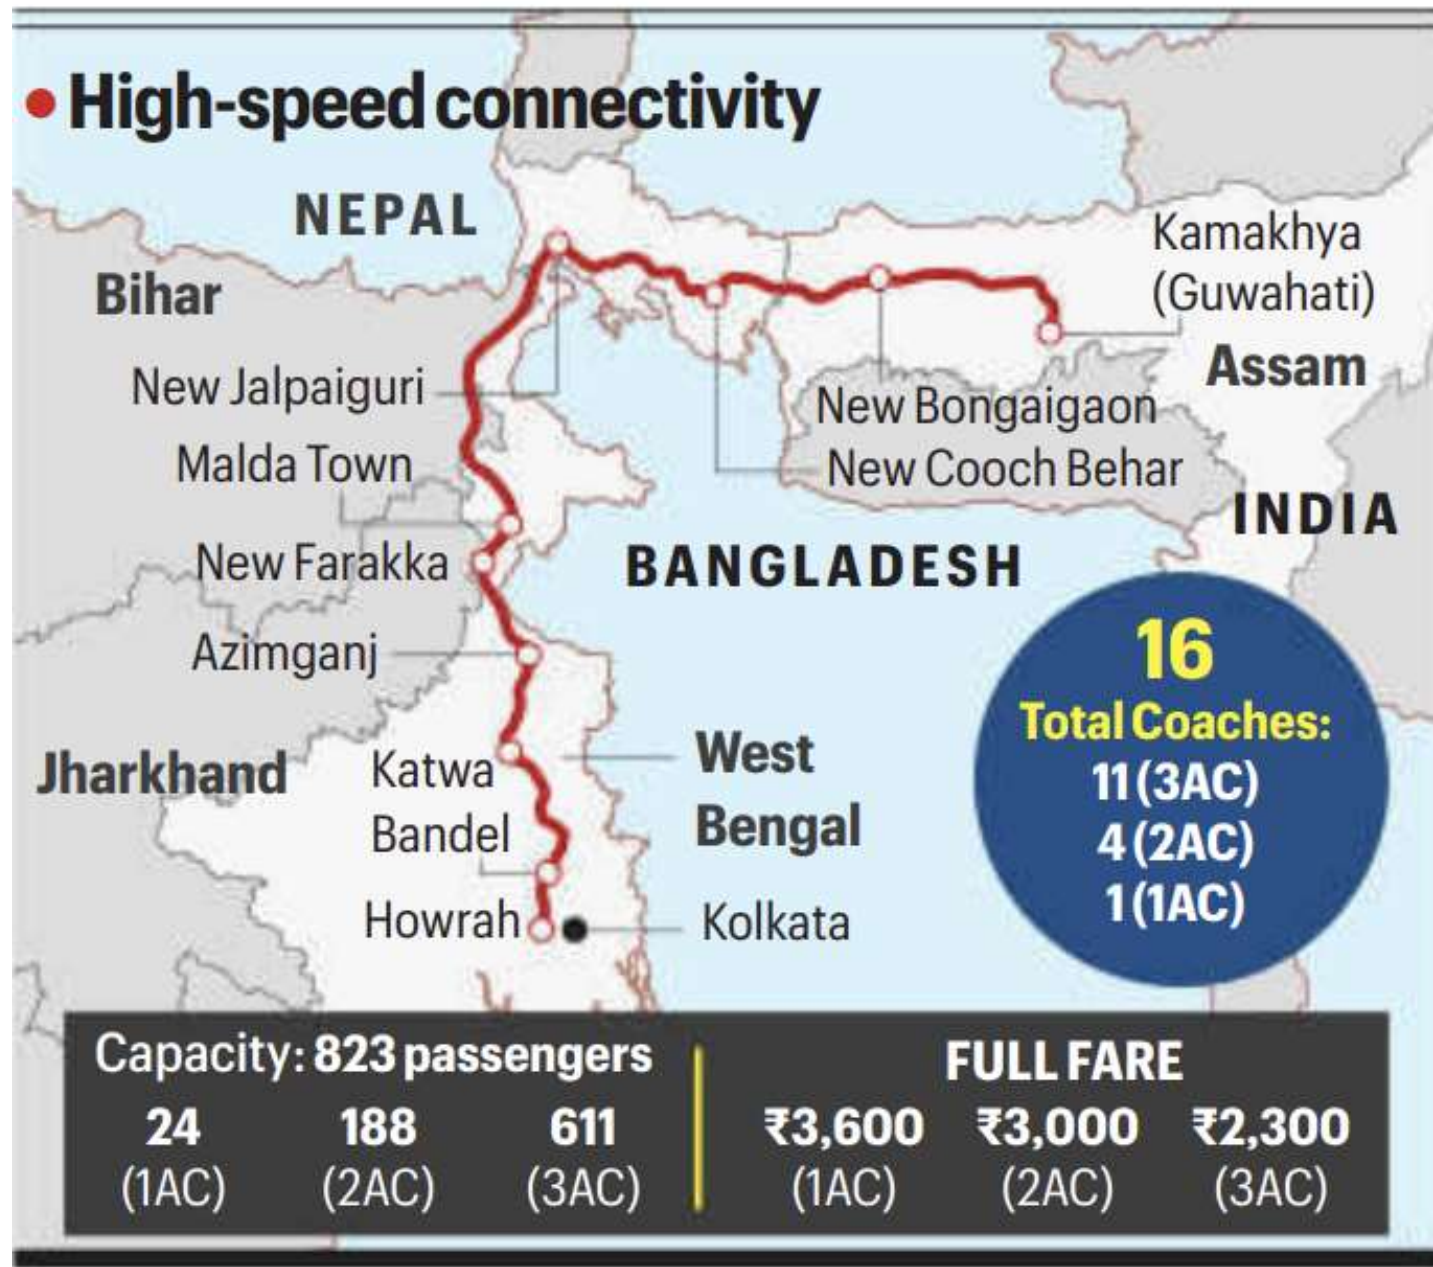 High-speed connectivity
NEPAL
Bihar
Kamakhya
(Guwahati)
Assam
New Jalpaiguri
New Bongaigaon
Malda Town
New Cooch Behar
INDIA
New Farakka
BANGLADESH
Azimganj
16
Total Coaches:
11 (3AC)
4 (2AC)
1 (1AC)
Jharkhand
Katwa
West
Bengal
Bandel
Howrah
Kolkata
Capacity: 823 passengers
24
(1AC)
188
(2AC)
611
(3AC)
FULL FARE
₹3,600
(1AC)
₹3,000
(2AC)
₹2,300
(3AC)